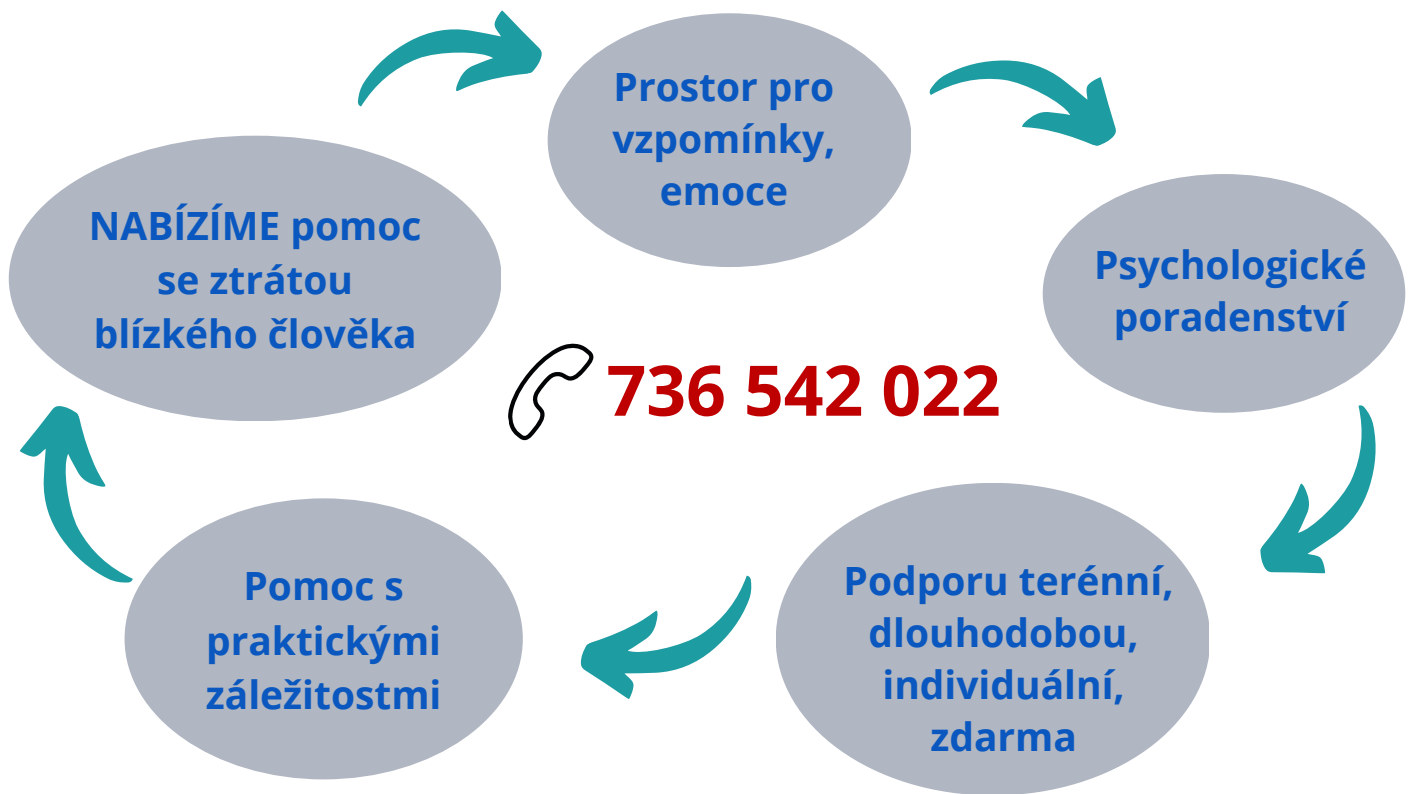 NABÍZÍME pomoc
se ztrátou
blízkého člověka
Prostor pro
vzpomínky,
emoce
Psychologické
poradenství
736 542 022
Podporu terénní,
dlouhodobou,
individuální,
zdarma
Pomoc s
praktickými
záležitostmi